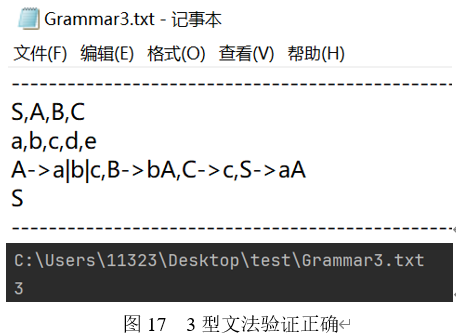 Grammar3.txt - 记事本
文件(F) 编辑(E) 格式(O) 查看(V) 帮助(H)
S,A,B,C
a,b,c,d,e
A->a|b|c,B->bA,C->c,S->aA
S
C:\Users\11323\Desktop\test\Grammar3.txt
3
图 17 3 型文法验证正确